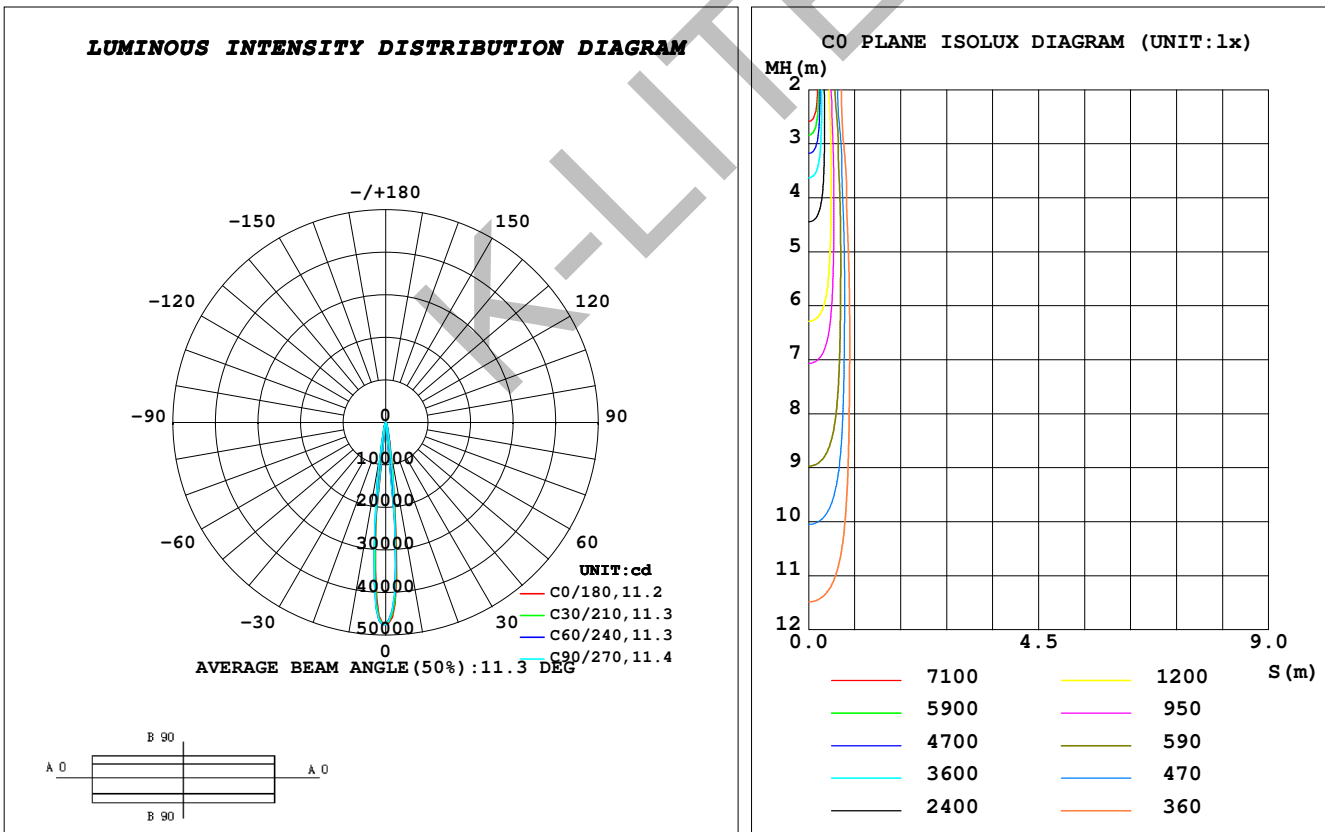 LUMINOUS INTENSITY DISTRIBUTION DIAGRAM
-/+180
-150
150
-120
120
-90
90
0
10000
20000
30000
40000
50000
-60
60
-30
30
0
UNIT:cd
C0/180,11.2
C30/210,11.3
C60/240,11.3
C90/270,11.4
AVERAGE BEAM ANGLE(50%):11.3 DEG
B 90
A 0
A 0
B 90
C0 PLANE ISOLUX DIAGRAM (UNIT:lx)
MH(m)
2
3
4
5
6
7
8
9
10
11
12
0.0
4.5
9.0
S(m)
7100
1200
5900
950
4700
590
3600
470
2400
360
K-LITE